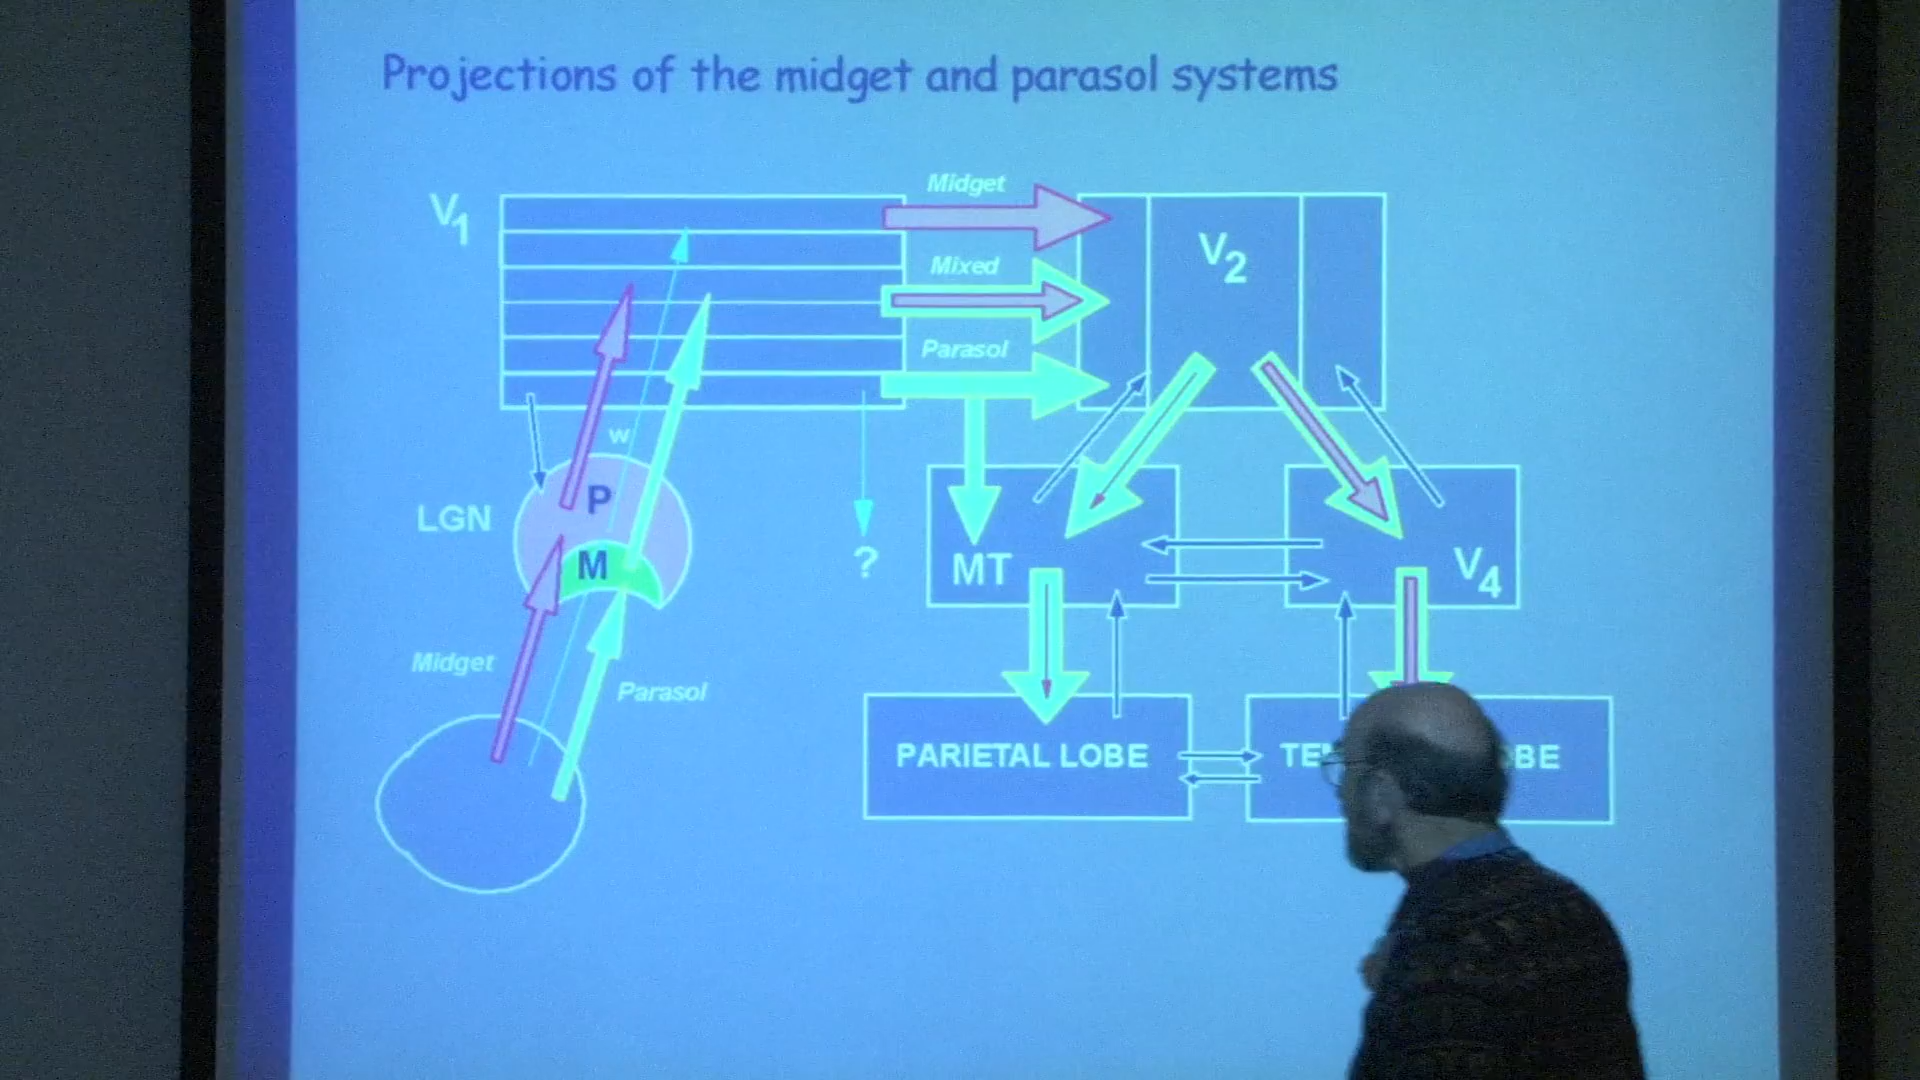 Projections of the midget and parasol systems
V1
Midget
Mixed
Parasol
V2
W
LGN
P
M
?
MT
V4
Midget
Parasol
PARIETAL LOBE